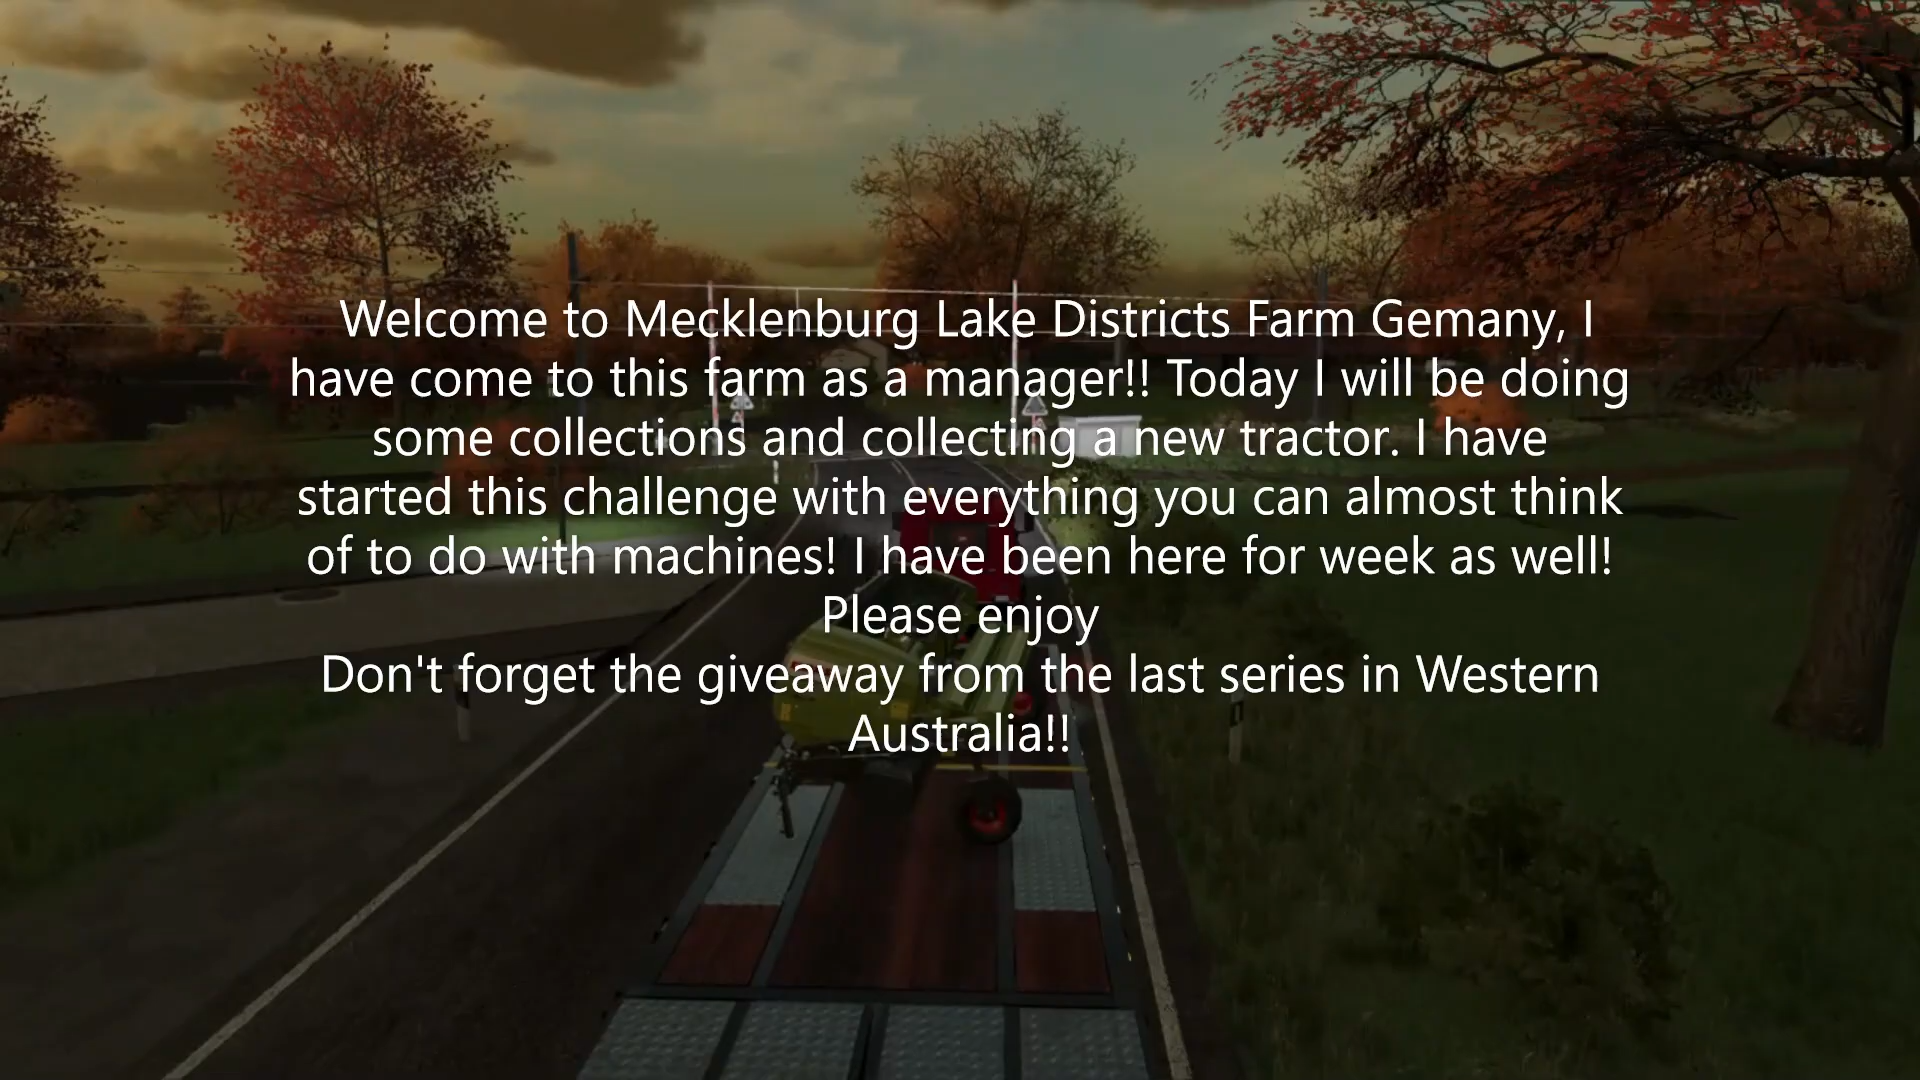 Welcome to Mecklenburg Lake Districts Farm Gemany, I
have come to this farm as a manager!! Today I will be doing
some collections and collecting a new tractor. I have
started this challenge with everything you can almost think
of to do with machines! I have been here for week as well!
Please enjoy
Don't forget the giveaway from the last series in Western
Australia!!